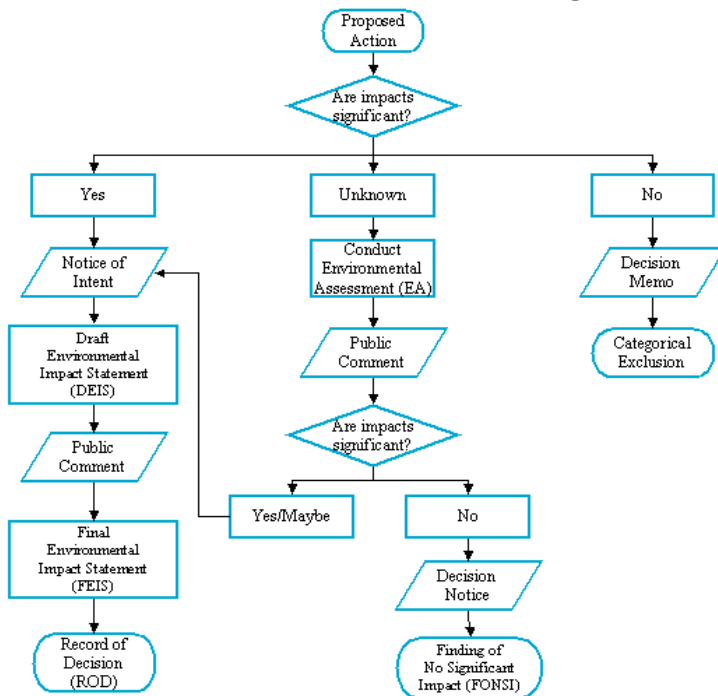 Proposed
Action
Are impacts
significant?
Yes
Unknown
No
Notice of
Intent
Conduct
Environmental
Assessment (EA)
Decision
Memo
Draft
Environmental
Impact Statement
(DEIS)
Public
Comment
Categorical
Exclusion
Public
Comment
Are impacts
significant?
Yes/Maybe
No
Final
Environmental
Impact Statement
(FEIS)
Decision
Notice
Record of
Decision
(ROD)
Finding of
No Significant
Impact (FONSI)